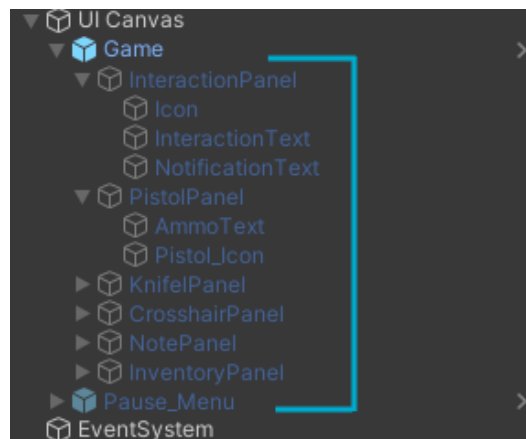 UI Canvas
Game
InteractionPanel
Icon
InteractionText
NotificationText
PistolPanel
AmmoText
Pistol_Icon
KnifelPanel
CrosshairPanel
NotePanel
InventoryPanel
Pause_Menu
EventSystem